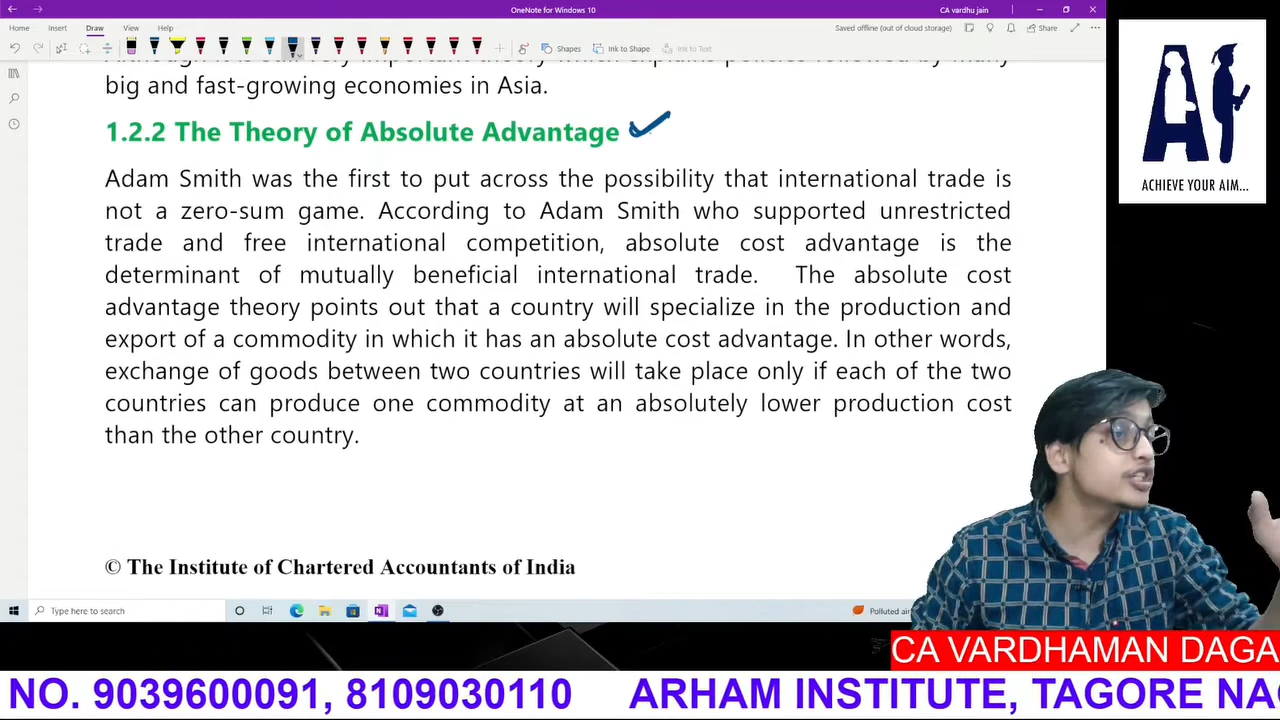 OneNote for Windows 10
CA vardhu jain
Home Insert Draw View Help
Saved offline (out of cloud storage)
Share
Shapes
Ink to Shape
Ink to Text
big and fast-growing economies in Asia.
1.2.2 The Theory of Absolute Advantage
Adam Smith was the first to put across the possibility that international trade is
not a zero-sum game. According to Adam Smith who supported unrestricted
trade and free international competition, absolute cost advantage is the
determinant of mutually beneficial international trade. The absolute cost
advantage theory points out that a country will specialize in the production and
export of a commodity in which it has an absolute cost advantage. In other words,
exchange of goods between two countries will take place only if each of the two
countries can produce one commodity at an absolutely lower production cost
than the other country.
© The Institute of Chartered Accountants of India
ACHIEVE YOUR AIM...
Type here to search
Polluted air
CA VARDHAMAN DAGA
NO. 9039600091, 8109030110 ARHAM INSTITUTE, TAGORE NA